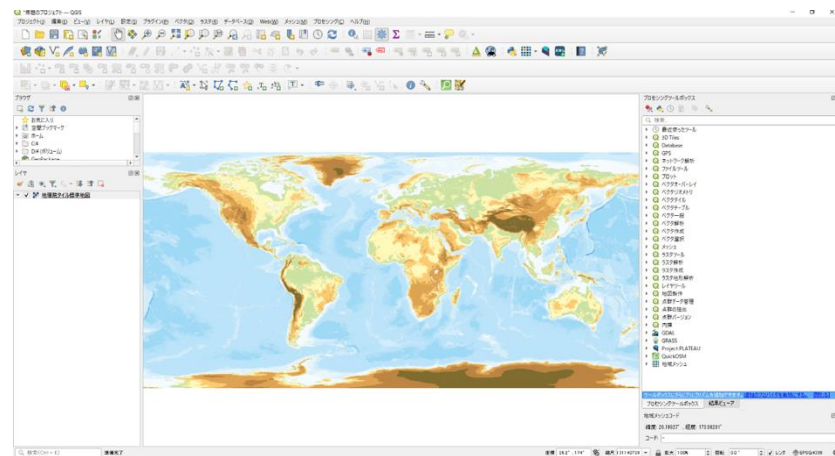 *無題のプロジェクト — QGIS
プロジェクト(J) 編集(E) ビュー(V) レイヤ(L) 設定(S) プラグイン(P) ベクタ(O) ラスタ(R) データベース(D) Web(W) メッシュ(M) プロセシング(C) ヘルプ(H)
ブラウザ
お気に入り
空間ブックマーク
ホーム
C:¥
D:¥ (ボリューム)
GeoPackage
レイヤ
地理院タイル標準地図
プロセシングツールボックス
検索
最近使ったツール
3D Tiles
Database
GPS
ネットワーク解析
ファイルツール
プロット
ベクタオーバーレイ
ベクタジオメトリ
ベクタタイル
ベクタテーブル
ベクタ一般
ベクタ解析
ベクタ作成
ベクタ選択
メッシュ
ラスタツール
ラスタ解析
ラスタ作成
ラスタ地形解析
レイヤツール
地図製作
点群データ管理
点群の抽出
点群バージョン
内挿
GDAL
GRASS
Project PLATEAU
QuickOSM
地域メッシュ
プロセシングツールボックス 結果ビューア
地域メッシュコード
コード: -
検索(Ctrl + K) 準備完了
座標 拡大 100% 回転 0.0° レンダ